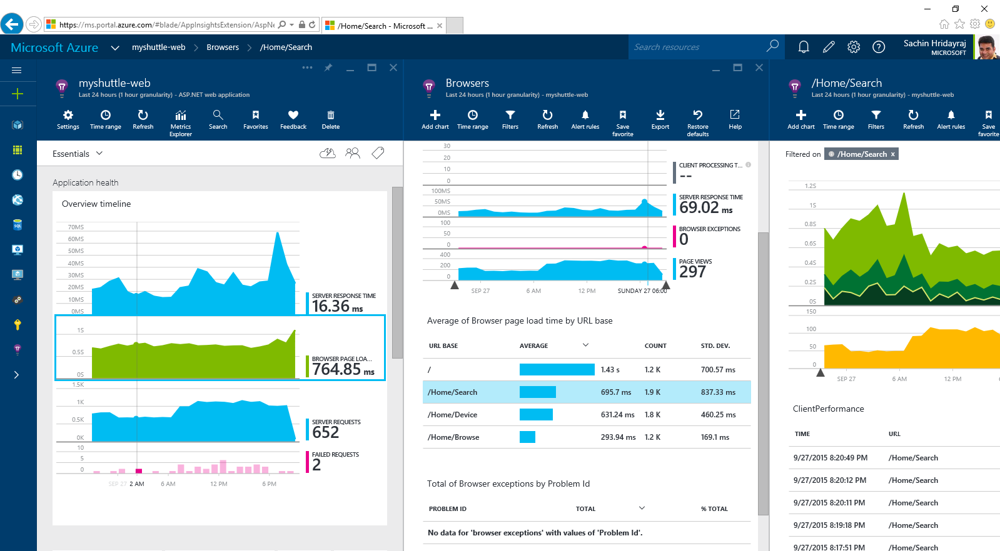 https://ms.portal.azure.com/#blade/AppInsightsExtension/AspNe
/Home/Search - Microsoft ...
Microsoft Azure
myshuttle-web
Browsers
/Home/Search
Search resources
Sachin Hridayraj
MICROSOFT
myshuttle-web
Last 24 hours (1 hour granularity) - ASP.NET web application
Settings
Time range
Refresh
Metrics Explorer
Search
Favorites
Feedback
Delete
Essentials
Application health
Overview timeline
70MS
60MS
50MS
40MS
30MS
20MS
10MS
0MS
SERVER RESPONSE TIME
16.36 ms
1S
0.5S
0S
BROWSER PAGE LOA...
764.85 ms
1.5K
1K
0.5K
0K
SERVER REQUESTS
652
10
5
0
FAILED REQUESTS
2
SEP 27
2 AM
6 AM
12 PM
6 PM
Browsers
Last 24 hours (1 hour granularity) - myshuttle-web
Add chart
Time range
Filters
Refresh
Alert rules
Save favorite
Export
Restore defaults
Help
30
20
10
0
CLIENT PROCESSING T...
--
100MS
50MS
0MS
SERVER RESPONSE TIME
69.02 ms
100
50
0
BROWSER EXCEPTIONS
0
400
200
0
PAGE VIEWS
297
SEP 27
6 AM
12 PM
SUNDAY 27 06:00
Average of Browser page load time by URL base
URL BASE AVERAGE COUNT STD. DEV.
/ 1.43 s 1.2 K 700.57 ms
/Home/Search 695.7 ms 1.9 K 837.33 ms
/Home/Device 631.24 ms 1.8 K 460.25 ms
/Home/Browse 293.94 ms 1.2 K 169.1 ms
Total of Browser exceptions by Problem Id
PROBLEM ID TOTAL % TOTAL
No data for 'browser exceptions' with values of 'Problem Id'.
/Home/Search
Last 24 hours (1 hour granularity) - myshuttle-web
Add chart
Time range
Filters
Refresh
Alert rules
Save favorite
Filtered on
/Home/Search x
1.2S
1S
0.8S
0.6S
0.4S
0.2S
0S
150
100
50
0
SEP 27
6 AM
12 PM
ClientPerformance
TIME URL
9/27/2015 8:20:49 PM /Home/Search
9/27/2015 8:20:12 PM /Home/Search
9/27/2015 8:20:11 PM /Home/Search
9/27/2015 8:19:18 PM /Home/Search
9/27/2015 8:17:51 PM /Home/Search